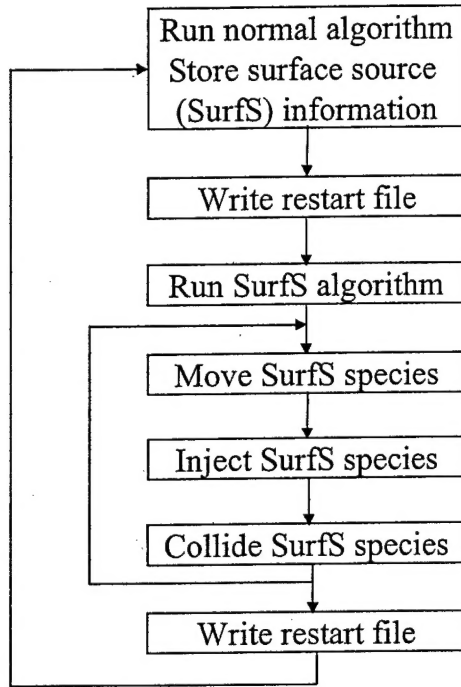 Run normal algorithm
Store surface source
(SurfS) information
Write restart file
Run SurfS algorithm
Move SurfS species
Inject SurfS species
Collide SurfS species
Write restart file